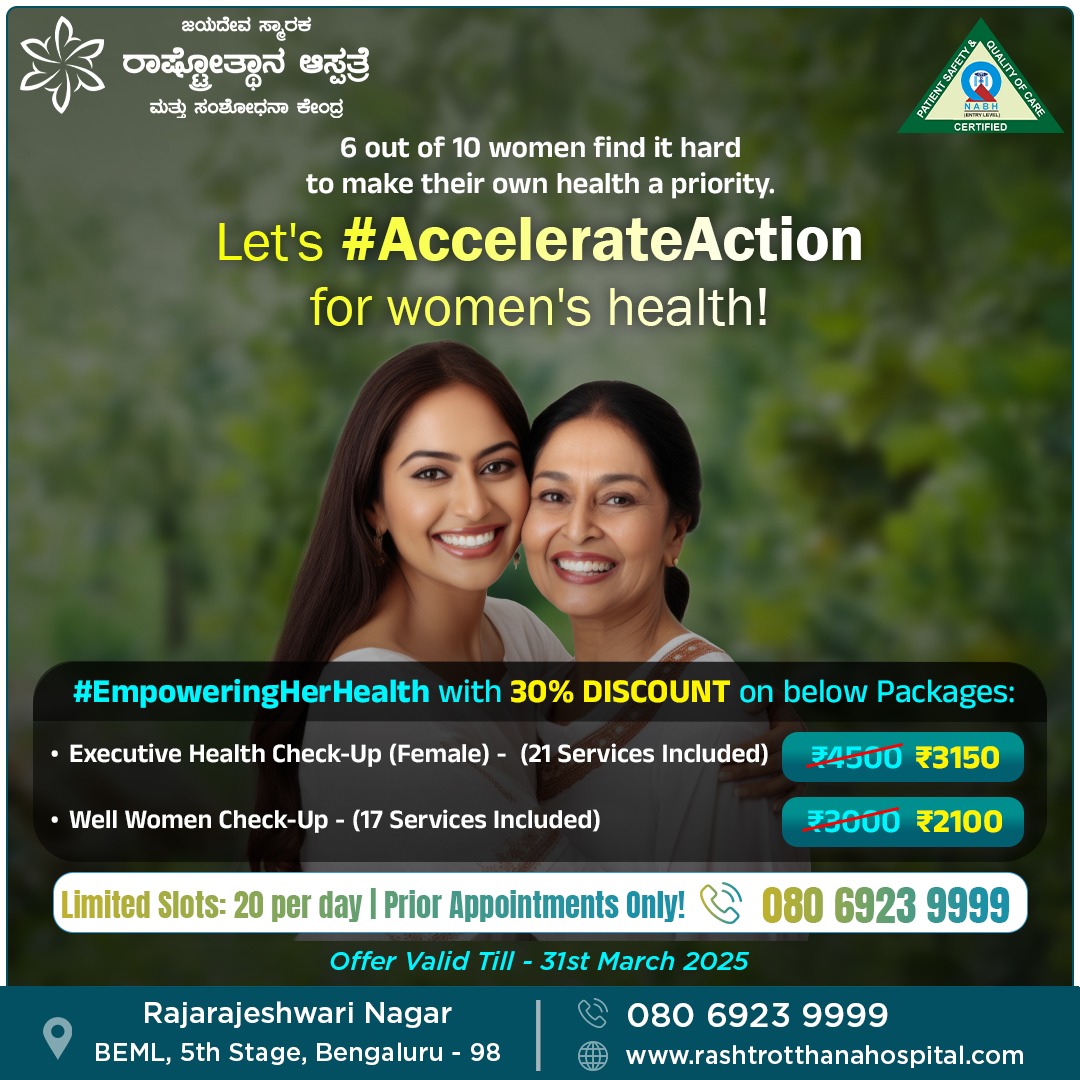 ಜಯದೇವ ಸ್ಮಾರಕ
ರಾಷ್ಟ್ರೋತ್ಥಾನ ಆಸ್ಪತ್ರೆ
ಮತ್ತು ಸಂಶೋಧನಾ ಕೇಂದ್ರ
PATIENT SAFETY & QUALITY OF CARE
NABH
(ENTRY LEVEL)
CERTIFIED
6 out of 10 women find it hard
to make their own health a priority.
Let's #AccelerateAction
for women's health!
#EmpoweringHerHealth with 30% DISCOUNT on below Packages:
• Executive Health Check-Up (Female) - (21 Services Included) ₹4500 ₹3150
• Well Women Check-Up - (17 Services Included) ₹3000 ₹2100
Limited Slots: 20 per day | Prior Appointments Only! 080 6923 9999
Offer Valid Till - 31st March 2025
Rajarajeshwari Nagar
BEML, 5th Stage, Bengaluru - 98
080 6923 9999
www.rashtrotthanahospital.com